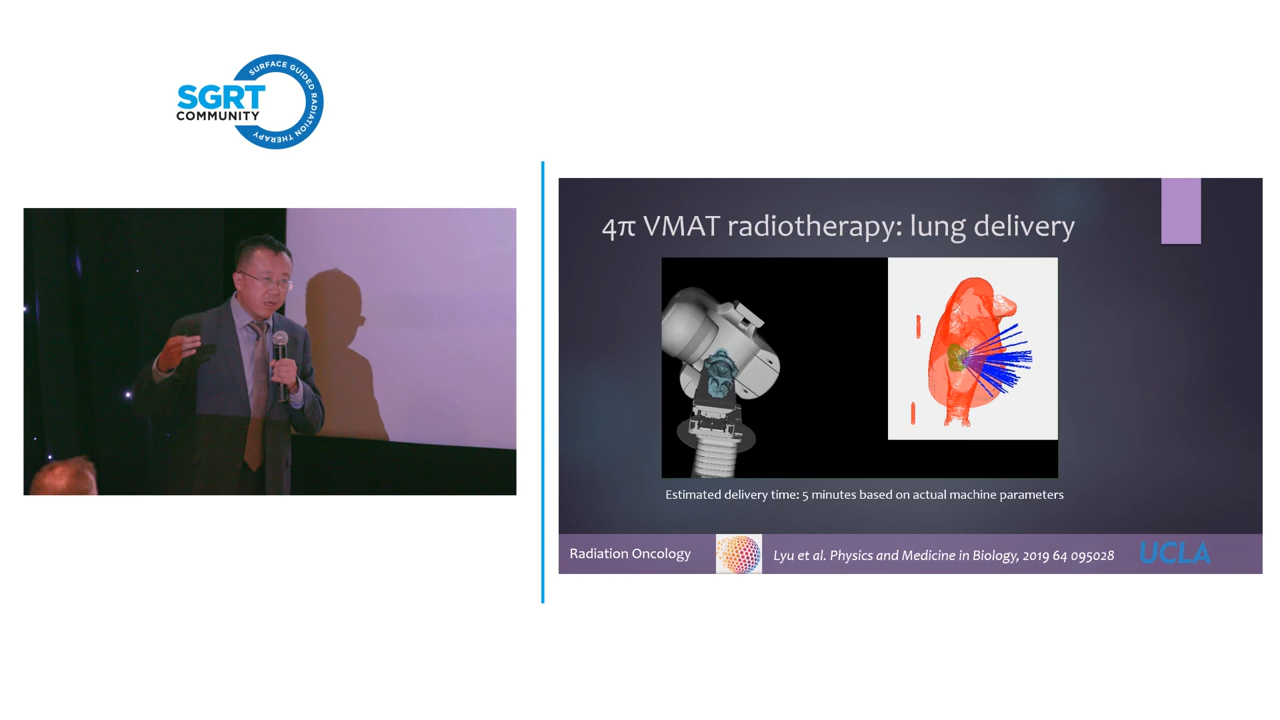 SURFACE GUIDED RADIATION THERAPY
SGRT
COMMUNITY
4π VMAT radiotherapy: lung delivery
Estimated delivery time: 5 minutes based on actual machine parameters
Radiation Oncology
Lyu et al. Physics and Medicine in Biology, 2019 64 095028
UCLA